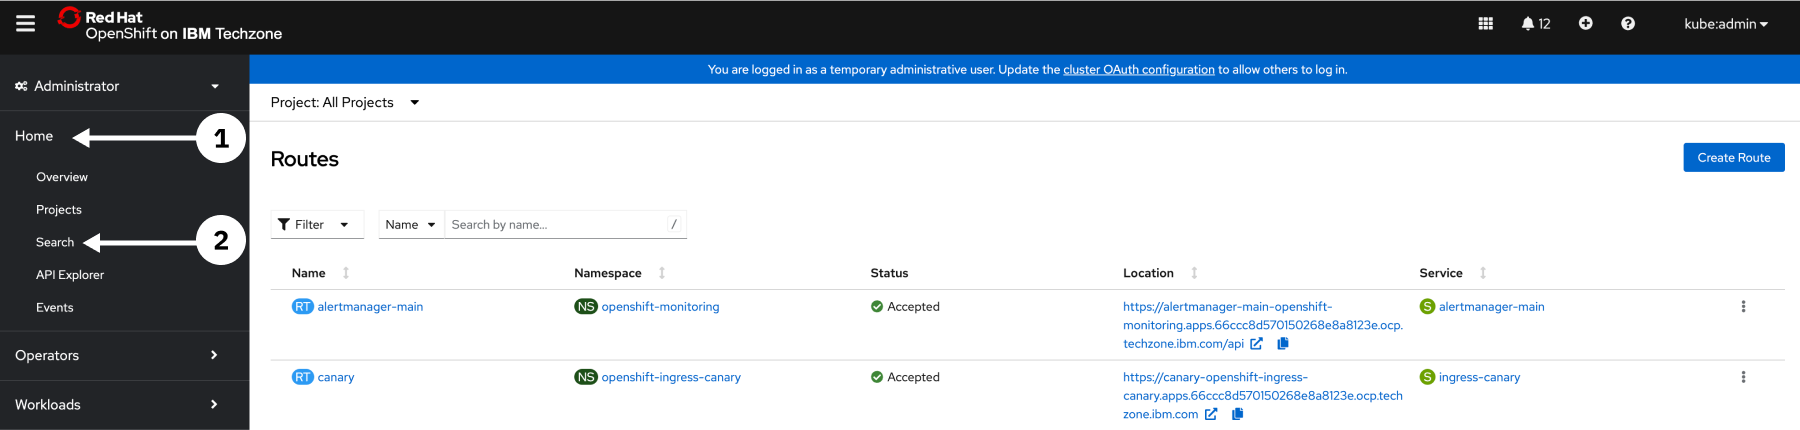 Red Hat
OpenShift on IBM Techzone
12
kube:admin
Administrator
You are logged in as a temporary administrative user. Update the cluster OAuth configuration to allow others to log in.
Project: All Projects
Home
1
Routes
Create Route
Overview
Projects
Filter
Name
Search by name...
/
Search
2
API Explorer
Events
Operators
Workloads
Name
Namespace
Status
Location
Service
RT alertmanager-main
NS openshift-monitoring
Accepted
https://alertmanager-main-openshift-
monitoring.apps.66ccc8d570150268e8a8123e.ocp.
techzone.ibm.com/api
S alertmanager-main
RT canary
NS openshift-ingress-canary
Accepted
https://canary-openshift-ingress-
canary.apps.66ccc8d570150268e8a8123e.ocp.tech
zone.ibm.com
S ingress-canary